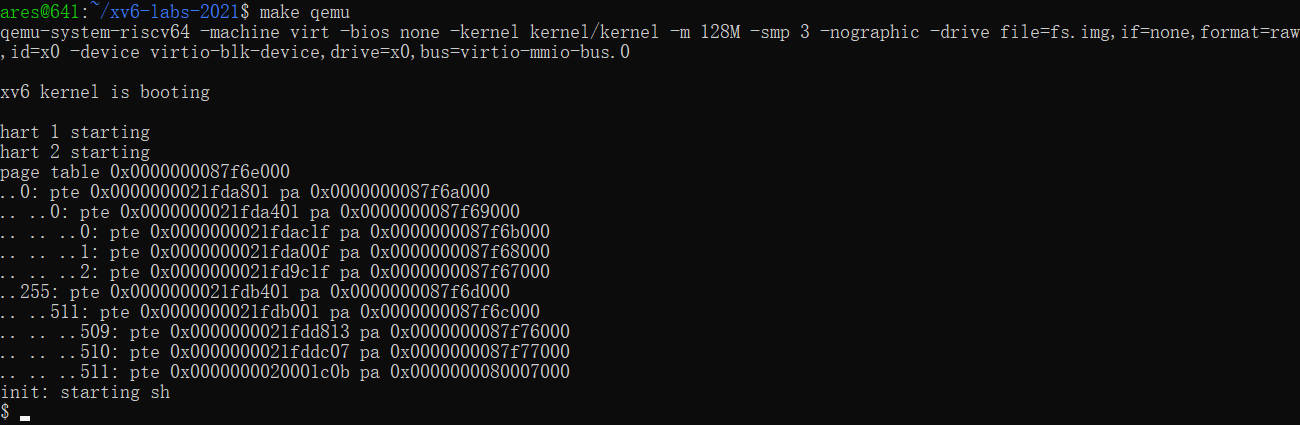 ares@641:~/xv6-labs-2021$ make qemu
qemu-system-riscv64 -machine virt -bios none -kernel kernel/kernel -m 128M -smp 3 -nographic -drive file=fs.img,if=none,format=raw
,id=x0 -device virtio-blk-device,drive=x0,bus=virtio-mmio-bus.0
xv6 kernel is booting
hart 1 starting
hart 2 starting
page table 0x0000000087f6e000
..0: pte 0x0000000021fda801 pa 0x0000000087f6a000
.. ..0: pte 0x0000000021fda401 pa 0x0000000087f69000
.. .. ..0: pte 0x0000000021fdac1f pa 0x0000000087f6b000
.. .. ..1: pte 0x0000000021fda00f pa 0x0000000087f68000
.. .. ..2: pte 0x0000000021fd9c1f pa 0x0000000087f67000
..255: pte 0x0000000021fdb401 pa 0x0000000087f6d000
.. ..511: pte 0x0000000021fdb001 pa 0x0000000087f6c000
.. .. ..509: pte 0x0000000021fdd813 pa 0x0000000087f76000
.. .. ..510: pte 0x0000000021fddc07 pa 0x0000000087f77000
.. .. ..511: pte 0x0000000020001c0b pa 0x0000000080007000
init: starting sh
$